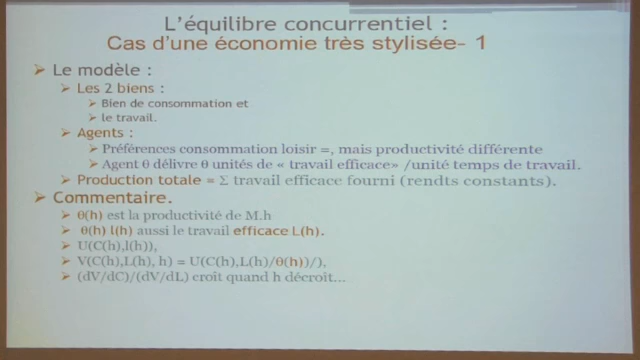 L'équilibre concurrentiel :
Cas d'une économie très stylisée- 1
Le modèle :
Les 2 biens :
Bien de consommation et
le travail.
Agents :
Préférences consommation loisir =, mais productivité différente
Agent θ délivre θ unités de « travail efficace» /unité temps de travail.
Production totale = Σ travail efficace fourni (rendts constants).
Commentaire.
θ(h) est la productivité de M.h
θ(h) l(h) aussi le travail efficace L(h).
U(C(h),l(h)),
V(C(h),L(h), h) = U(C(h),L(h)/θ(h))/),
(dV/dC)/(dV/dL) croît quand h décroît...